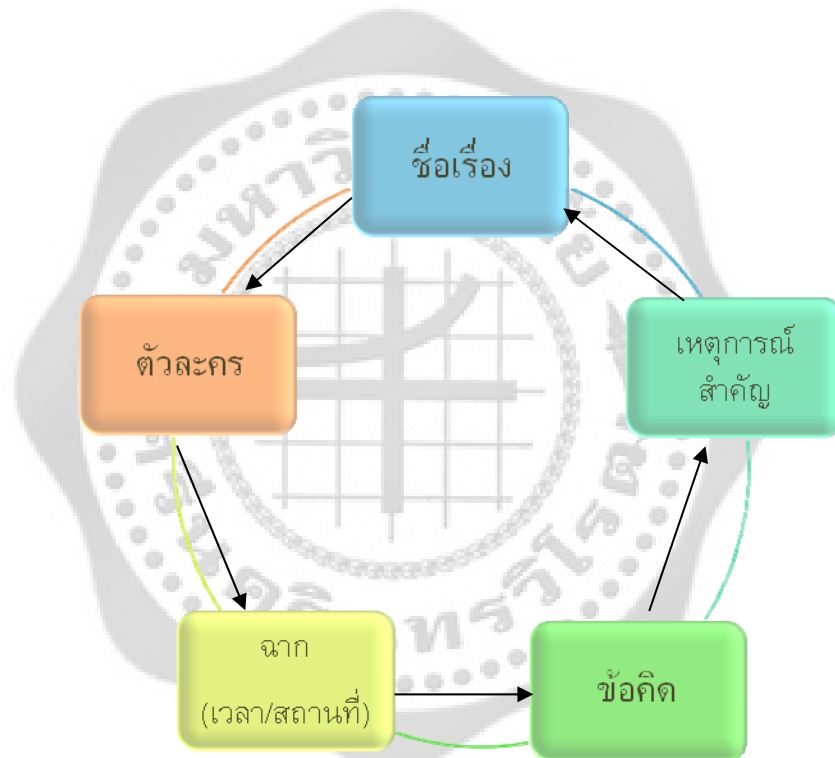 ชื่อเรื่อง
ตัวละคร
เหตุการณ์
สำคัญ
ฉาก
(เวลา/สถานที่)
ข้อคิด